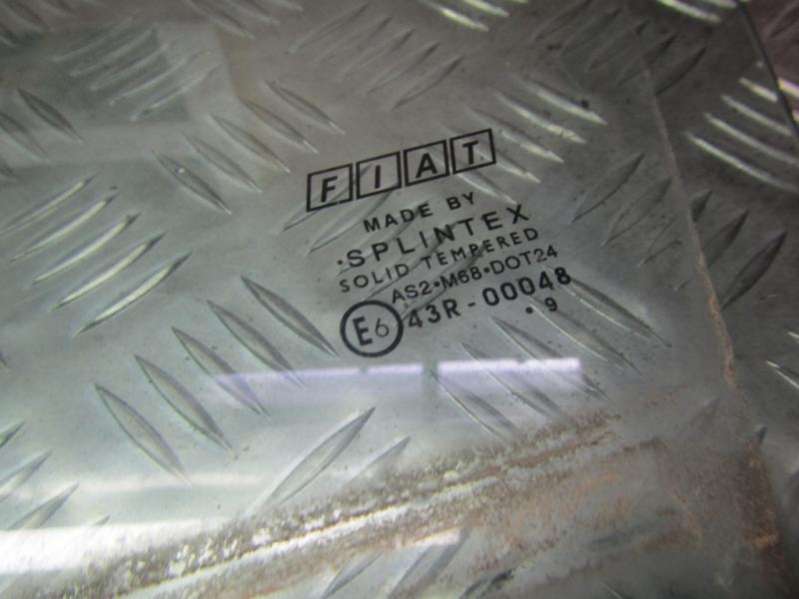 FIAT
MADE BY
·SPLINTEX
SOLID TEMPERED
AS2·M68·DOT24
E6 43R-00048
·9